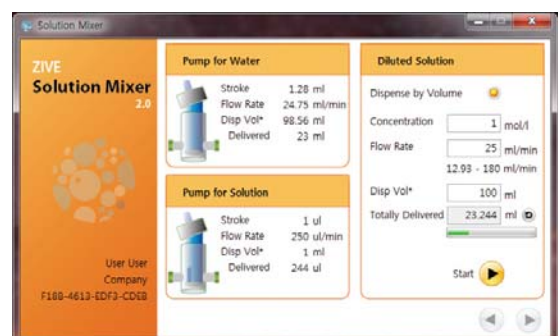 Solution Mixer
ZIVE
Solution Mixer
2.0
User User
Company
F18B-4613-EDF3-CDEB
Pump for Water
Stroke 1.28 ml
Flow Rate 24.75 ml/min
Disp Vol* 98.56 ml
Delivered 23 ml
Pump for Solution
Stroke 1 ul
Flow Rate 250 ul/min
Disp Vol* 1 ml
Delivered 244 ul
Diluted Solution
Dispense by Volume
Concentration 1 mol/l
Flow Rate 25 ml/min
12.93 - 180 ml/min
Disp Vol* 100 ml
Totally Delivered 23.244 ml
Start